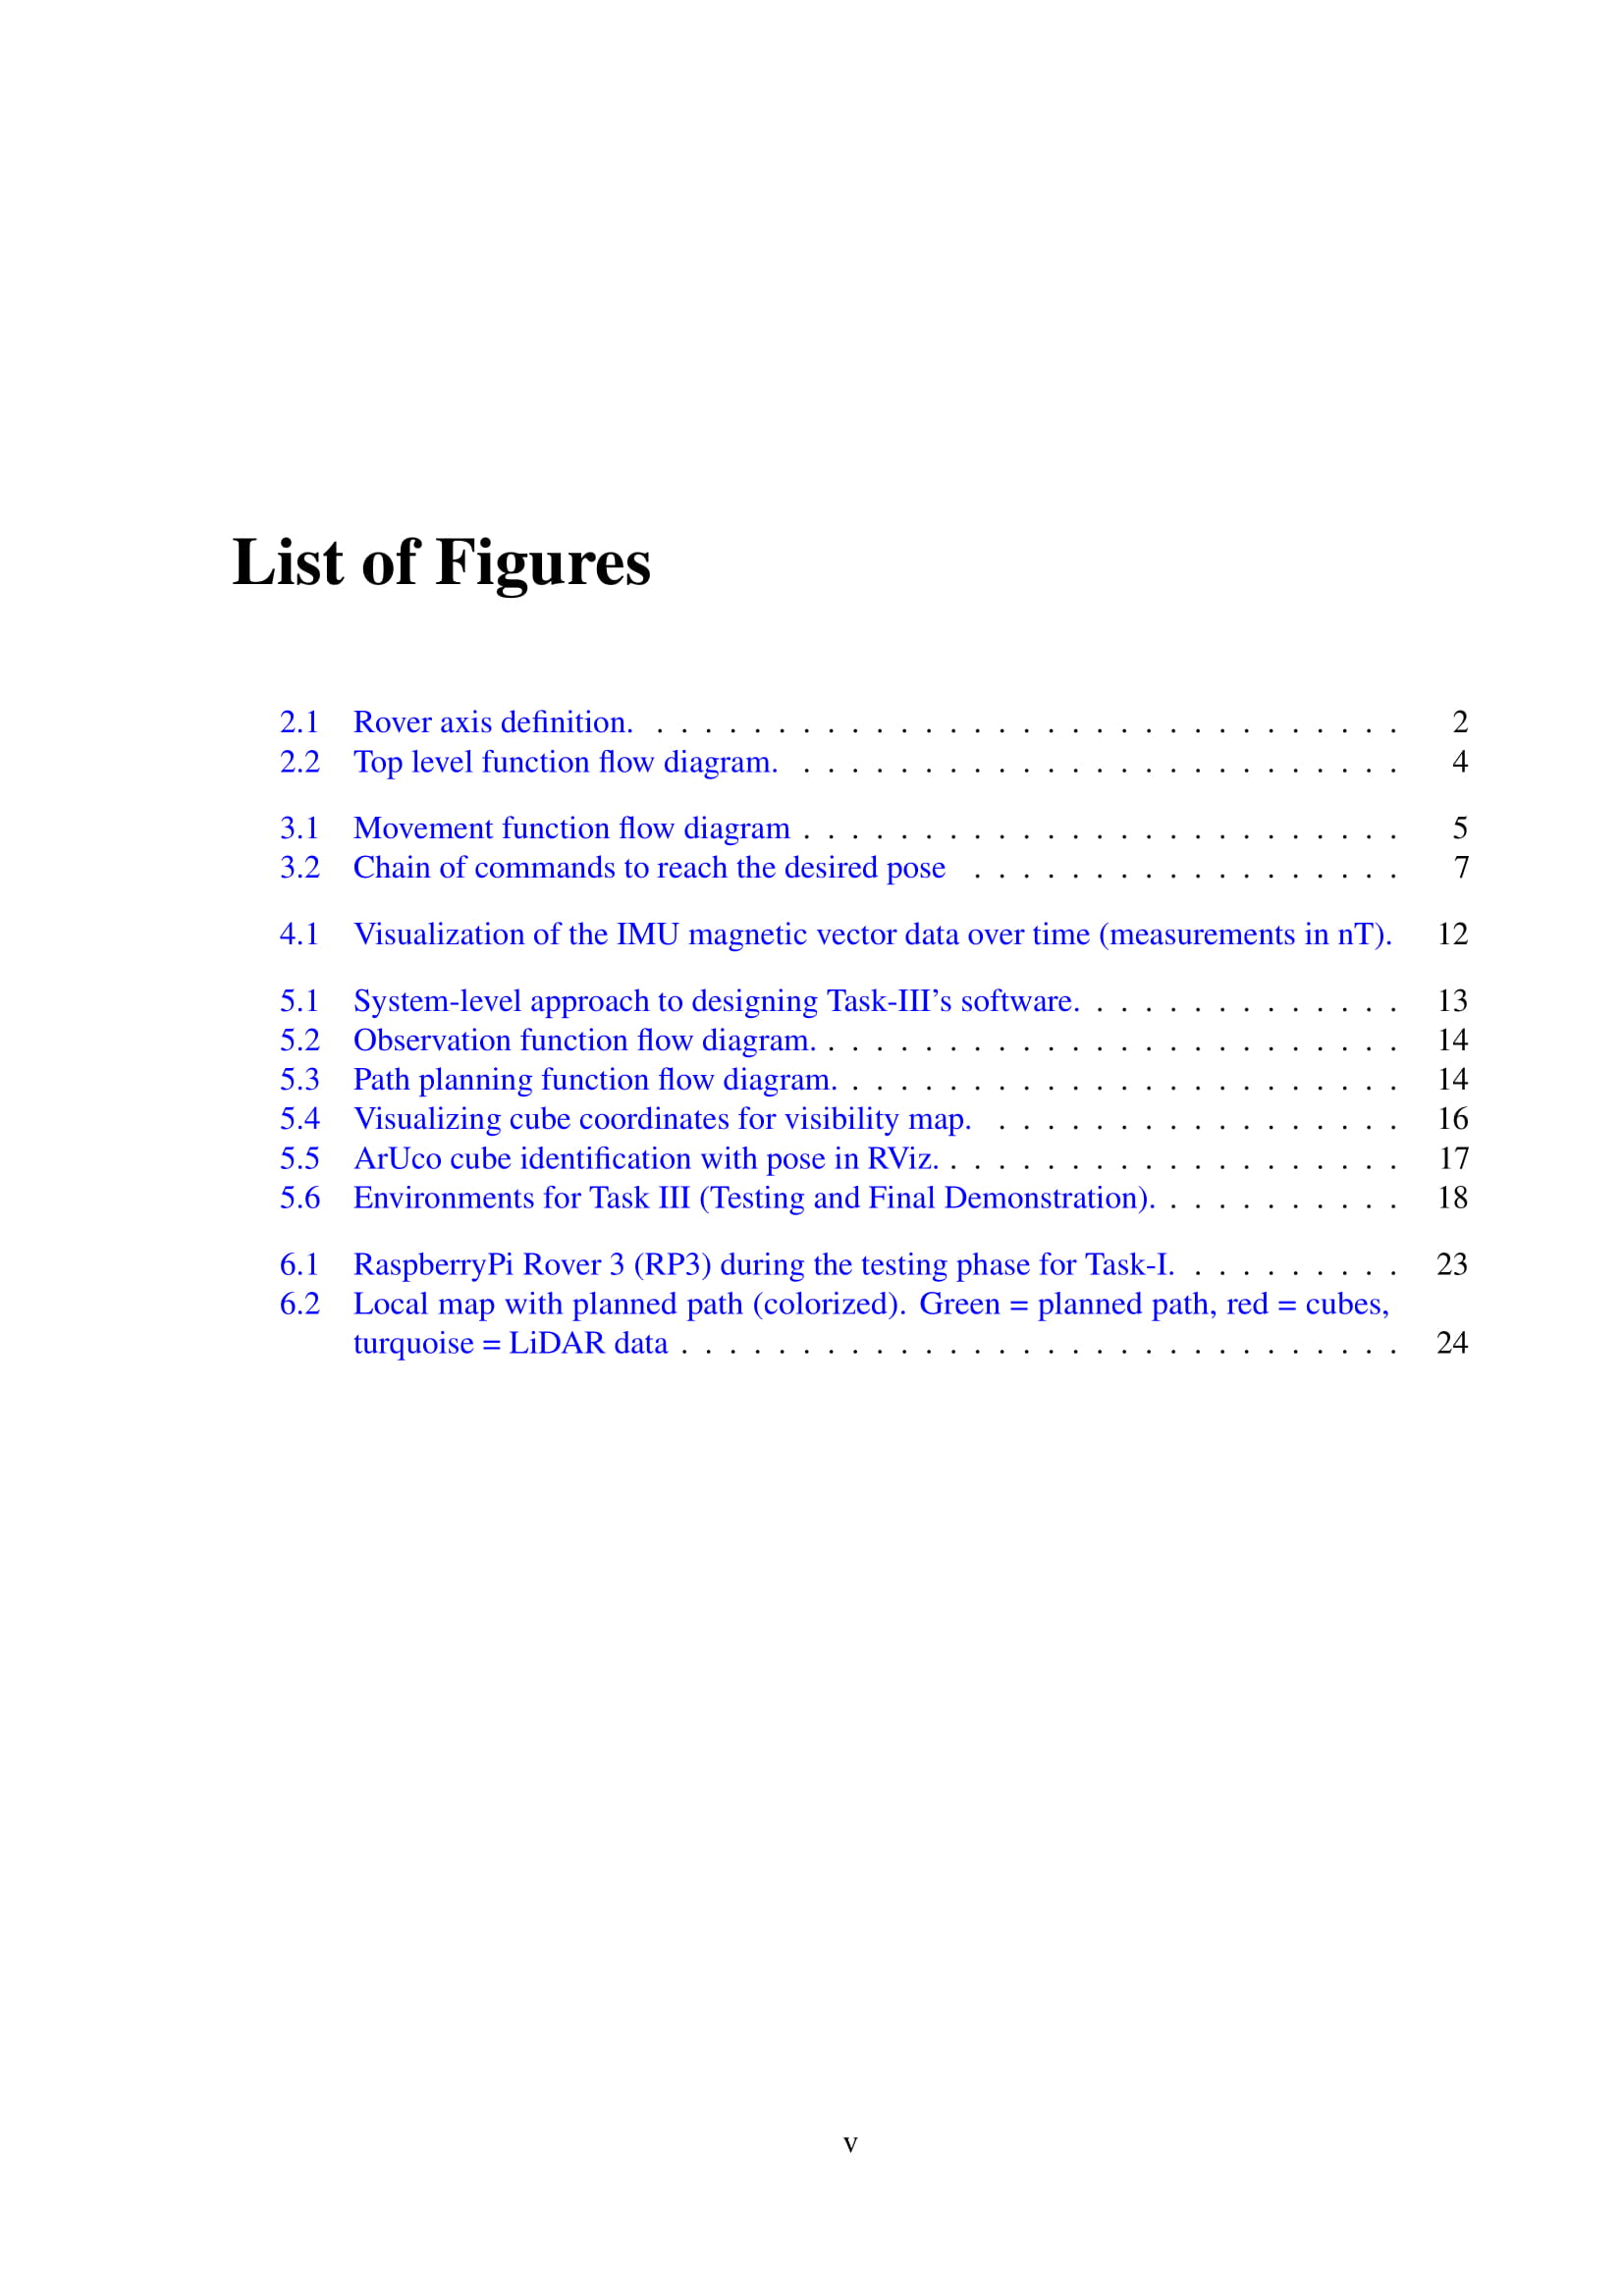 List of Figures
2.1 Rover axis definition. . . . . . . . . . . . . . . . . . . . . . . . . . . . . . . . 2
2.2 Top level function flow diagram. . . . . . . . . . . . . . . . . . . . . . . . . . 4
3.1 Movement function flow diagram . . . . . . . . . . . . . . . . . . . . . . . . . 5
3.2 Chain of commands to reach the desired pose . . . . . . . . . . . . . . . . . . 7
4.1 Visualization of the IMU magnetic vector data over time (measurements in nT). 12
5.1 System-level approach to designing Task-III's software. . . . . . . . . . . . . . 13
5.2 Observation function flow diagram. . . . . . . . . . . . . . . . . . . . . . . . . 14
5.3 Path planning function flow diagram. . . . . . . . . . . . . . . . . . . . . . . . 14
5.4 Visualizing cube coordinates for visibility map. . . . . . . . . . . . . . . . . . 16
5.5 ArUco cube identification with pose in RViz. . . . . . . . . . . . . . . . . . . . 17
5.6 Environments for Task III (Testing and Final Demonstration). . . . . . . . . . . 18
6.1 RaspberryPi Rover 3 (RP3) during the testing phase for Task-I. . . . . . . . . . 23
6.2 Local map with planned path (colorized). Green = planned path, red = cubes,
turquoise = LiDAR data . . . . . . . . . . . . . . . . . . . . . . . . . . . . . . 24
v